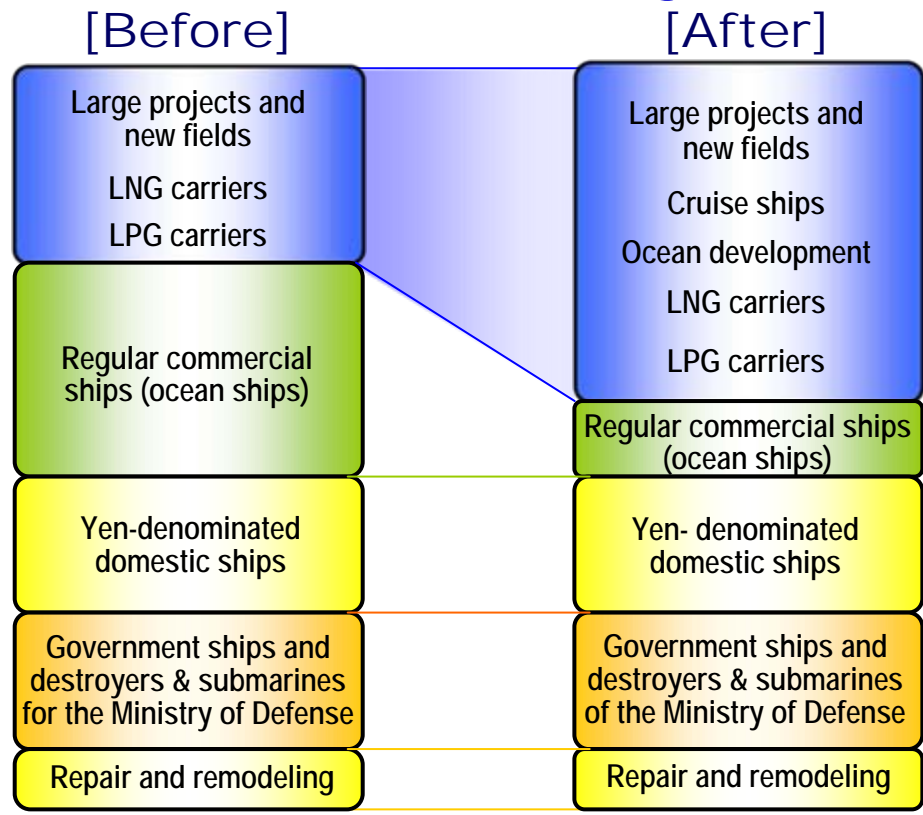 [Before]
Large projects and
new fields
LNG carriers
LPG carriers
Regular commercial
ships (ocean ships)
Yen-denominated
domestic ships
Government ships and
destroyers & submarines
for the Ministry of Defense
Repair and remodeling
[After]
Large projects and
new fields
Cruise ships
Ocean development
LNG carriers
LPG carriers
Regular commercial ships
(ocean ships)
Yen- denominated
domestic ships
Government ships and
destroyers & submarines
of the Ministry of Defense
Repair and remodeling